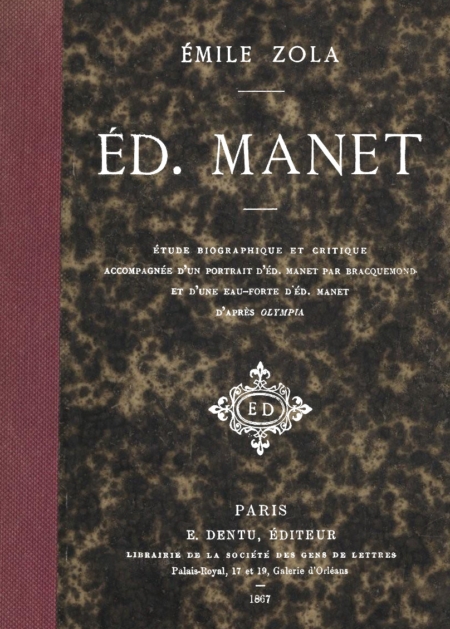 ÉMILE ZOLA
ÉD. MANET
ÉTUDE BIOGRAPHIQUE ET CRITIQUE
ACCOMPAGNÉE D'UN PORTRAIT D'ÉD. MANET PAR BRACQUEMOND
ET D'UNE EAU-FORTE D'ÉD. MANET
D'APRÈS OLYMPIA
ED
PARIS
E. DENTU, ÉDITEUR
LIBRAIRIE DE LA SOCIÉTÉ DES GENS DE LETTRES
Palais-Royal, 17 et 19, Galerie d'Orléans
1867